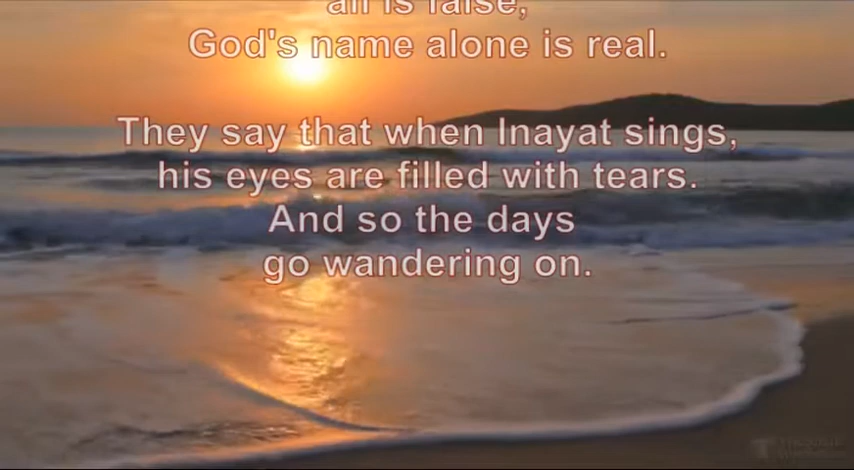 all is false,
God's name alone is real.
They say that when Inayat sings,
his eyes are filled with tears.
And so the days
go wandering on.